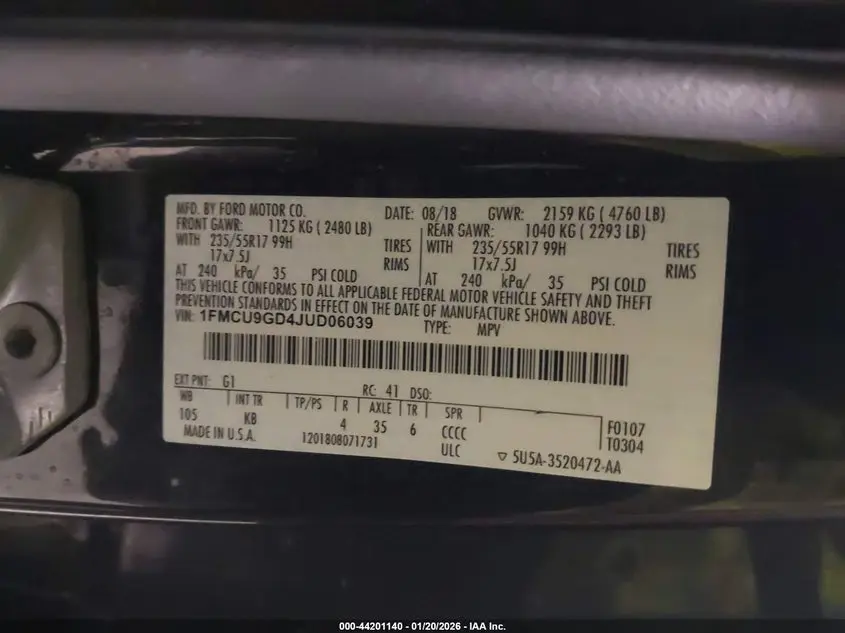 MFD. BY FORD MOTOR CO. DATE: 08/18 GVWR: 2159 KG ( 4760 LB)
FRONT GAWR: 1125 KG ( 2480 LB) REAR GAWR: 1040 KG ( 2293 LB)
WITH 235/55R17 99H TIRES WITH 235/55R17 99H TIRES
17x7.5J RIMS 17x7.5J RIMS
AT 240 kPa/ 35 PSI COLD AT 240 kPa/ 35 PSI COLD
THIS VEHICLE CONFORMS TO ALL APPLICABLE FEDERAL MOTOR VEHICLE SAFETY AND THEFT
PREVENTION STANDARDS IN EFFECT ON THE DATE OF MANUFACTURE SHOWN ABOVE.
VIN: 1FMCU9GD4JUD06039 TYPE: MPV
EXT PNT: G1 RC: 41 DSO:
WB INT TR TP/PS R AXLE TR SPR F0107
105 KB 4 35 6 CCCC T0304
MADE IN U.S.A. 1201808071731 ULC ▽ 5U5A-3520472-AA
000-44201140 - 01/20/2026 - IAA Inc.